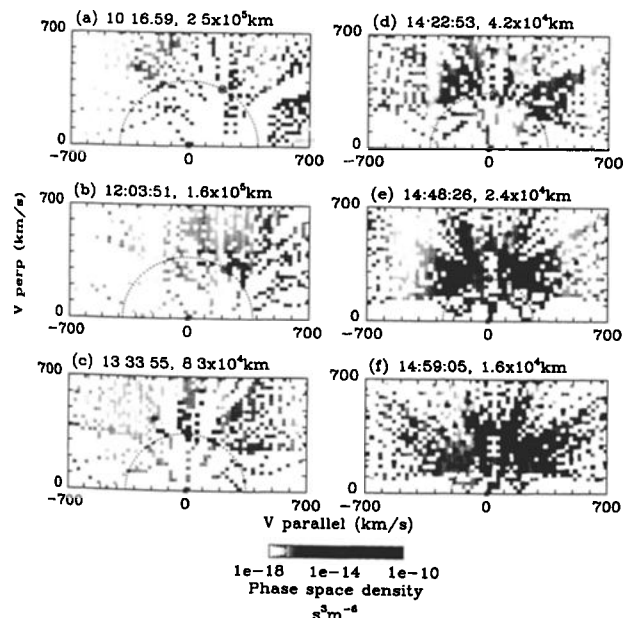 (a) 10 16.59, 2 5x10⁵km
(d) 14:22:53, 4.2x10⁴km
700
0
-700 0 700
700
0
-700 0 700
(b) 12:03:51, 1.6x10⁵km
(e) 14:48:26, 2.4x10⁴km
700
0
-700 0 700
700
0
-700 0 700
(c) 13 33 55, 8 3x10⁴km
(f) 14:59:05, 1.6x10⁴km
700
0
-700 0 700
700
0
-700 0 700
V perp (km/s)
V parallel (km/s)
1e-18 1e-14 1e-10
Phase space density
s³m⁻⁶